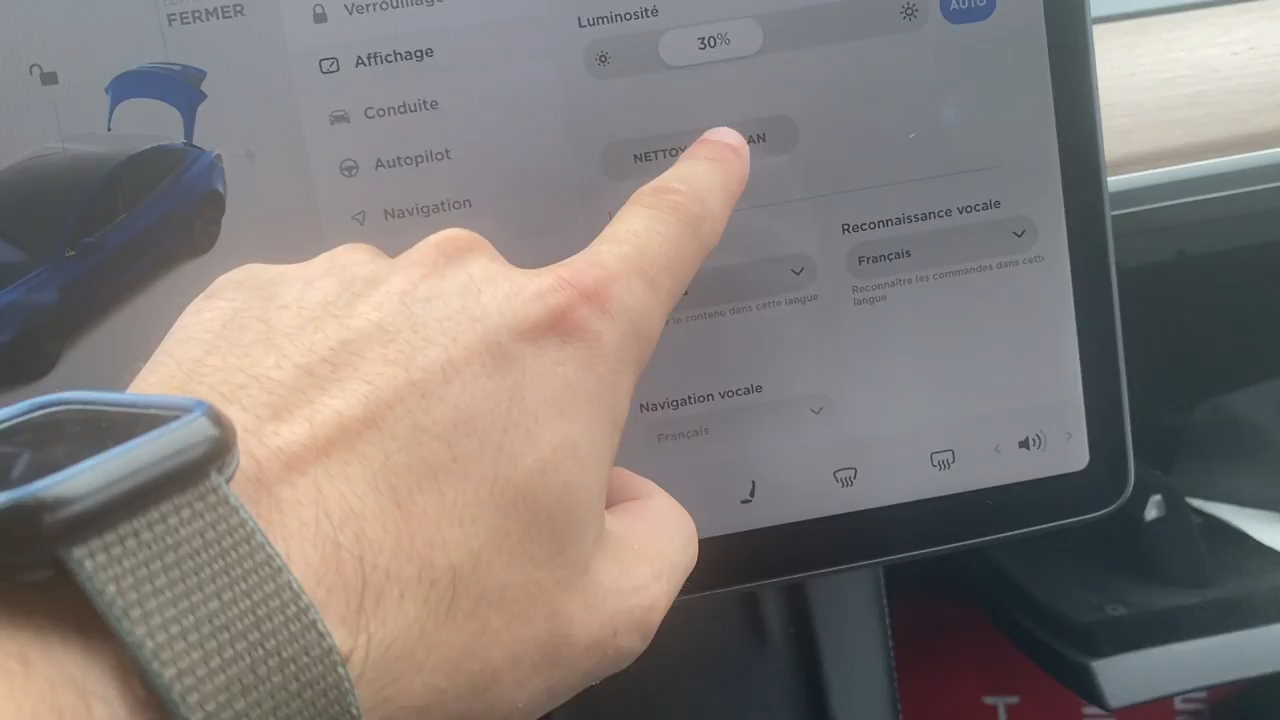 FERMER
Verrouillage
Affichage
Conduite
Autopilot
Navigation
Luminosité
30%
AUTO
Reconnaissance vocale
Français
Reconnaître les commandes dans cette
langue
le contenu dans cette langue
Navigation vocale
Français